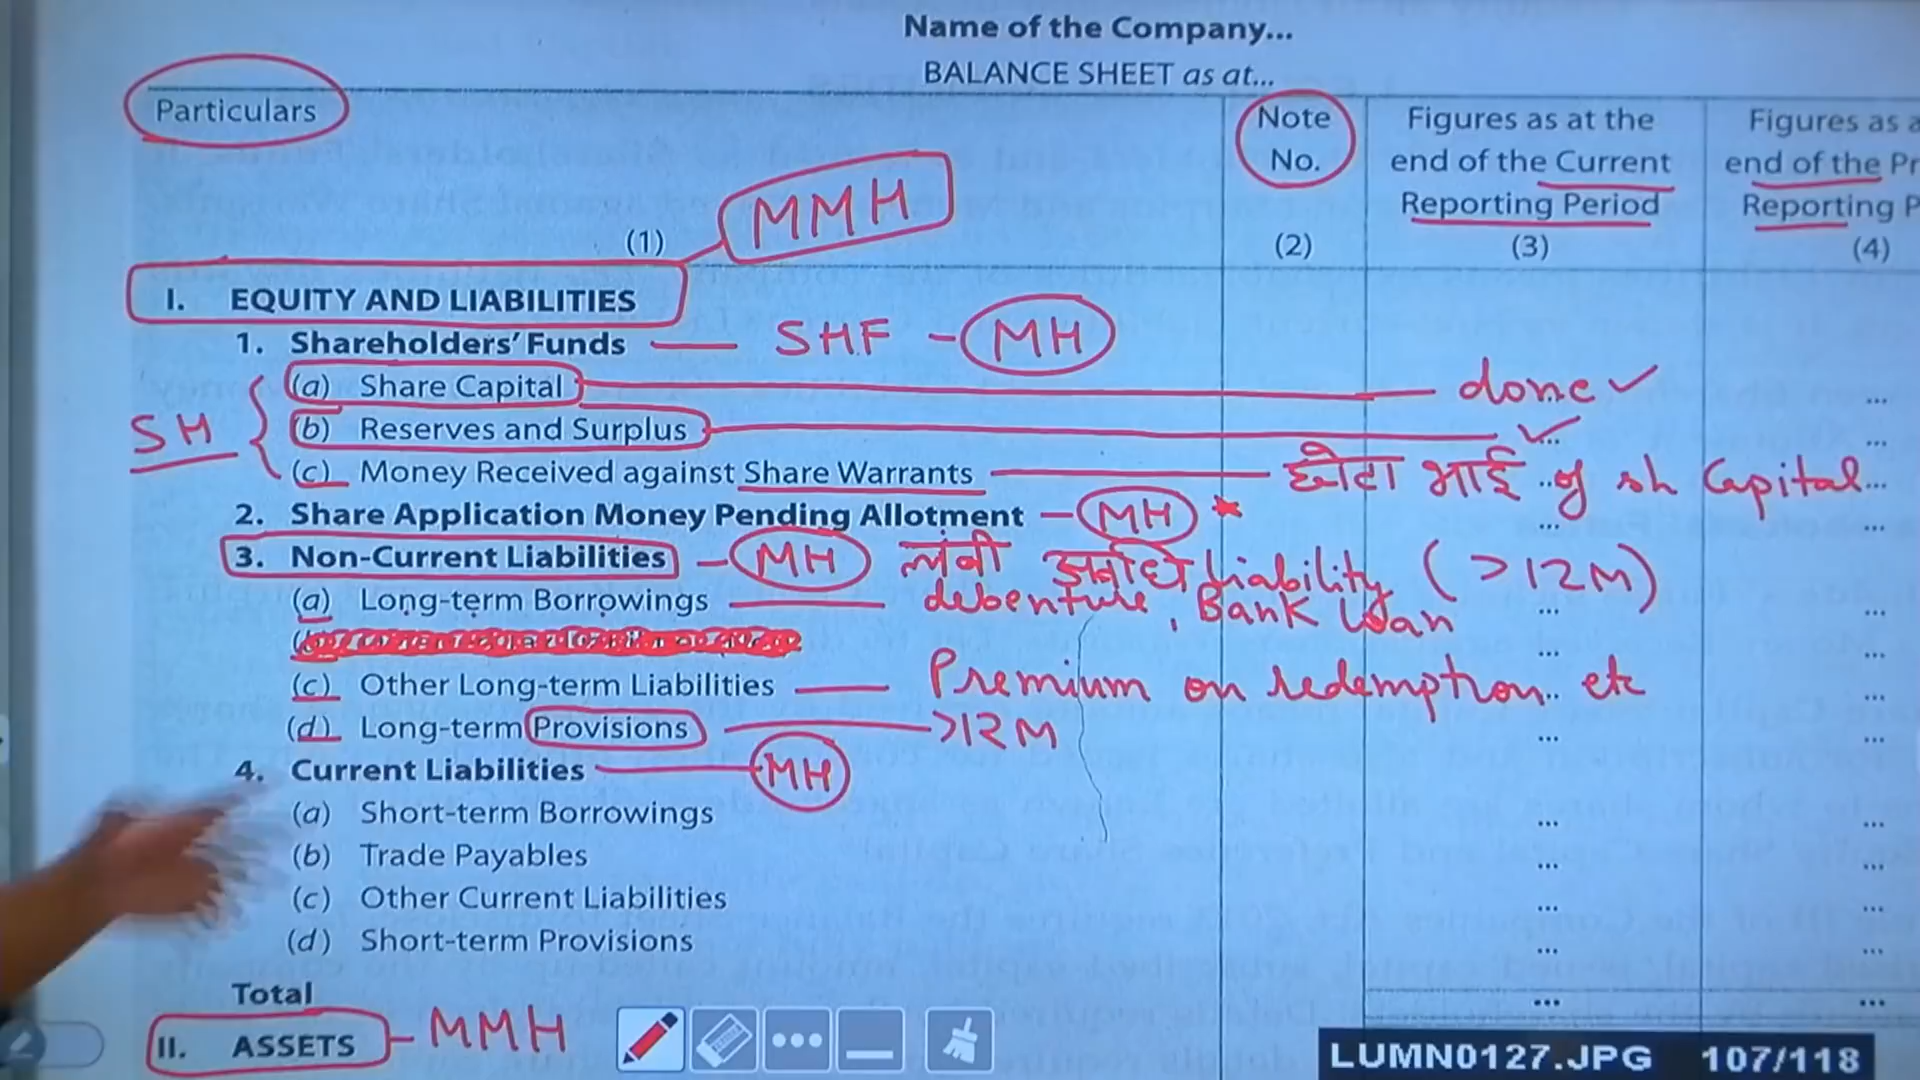 Name of the Company...
BALANCE SHEET as at...
Particulars
(1)
MMH
Note No.
(2)
Figures as at the end of the Current Reporting Period
(3)
Figures as a
end of the Pr
Reporting P
(4)
I. EQUITY AND LIABILITIES
1. Shareholders' Funds — SHF - MH
SH
(a) Share Capital — done ✓ ...
(b) Reserves and Surplus — ✓ ... ...
(c) Money Received against Share Warrants — छोटा भाई of sh Capital ...
2. Share Application Money Pending Allotment — MH ★ ... ...
3. Non-Current Liabilities – MH लंबी अवधि liability (>12M)
(a) Long-term Borrowings — debenture, Bank loan ... ...
(c) Other Long-term Liabilities — Premium on redemption etc ...
(d) Long-term Provisions — >12M ... ...
4. Current Liabilities — MH
(a) Short-term Borrowings ... ...
(b) Trade Payables ... ...
(c) Other Current Liabilities ... ...
(d) Short-term Provisions ... ...
Total ... ...
II. ASSETS - MMH
LUMN0127.JPG 107/118